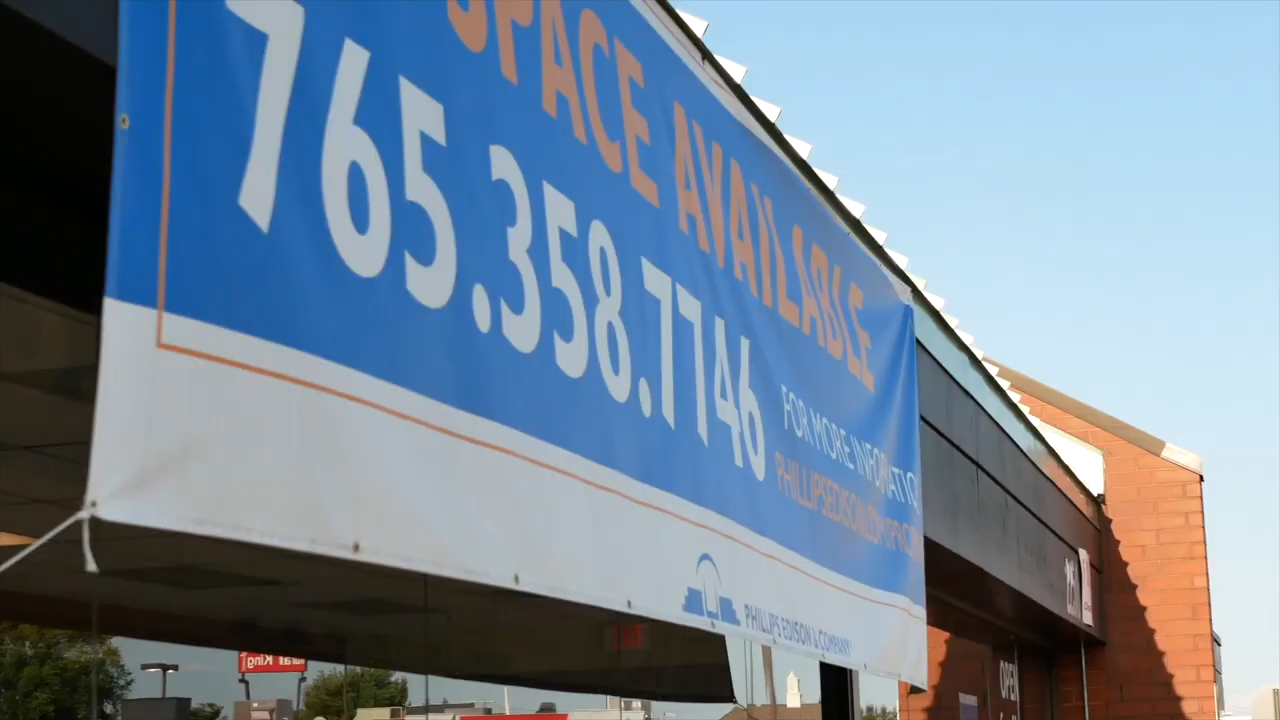 SPACE AVAILABLE
765.358.7746
FOR MORE INFORMATIO
PHILLIPS EDISON & COMPANY
OPEN